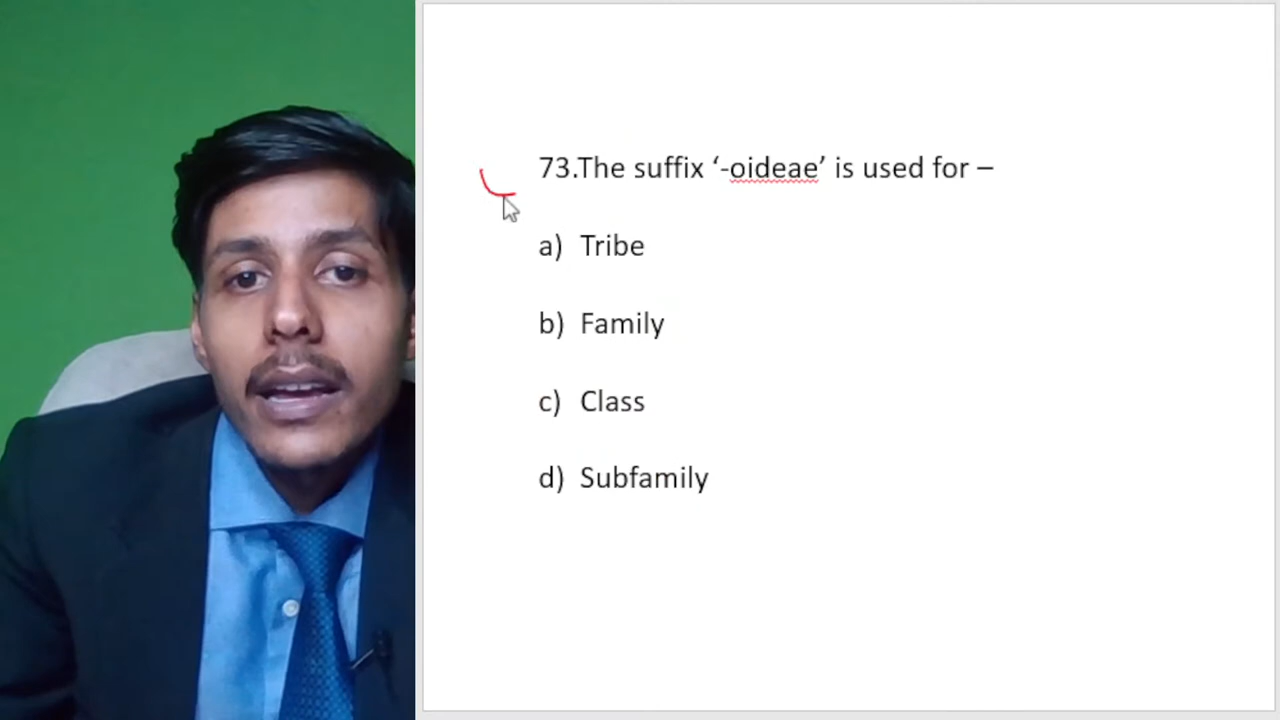 73.The suffix ‘-oideae’ is used for –
a) Tribe
b) Family
c) Class
d) Subfamily